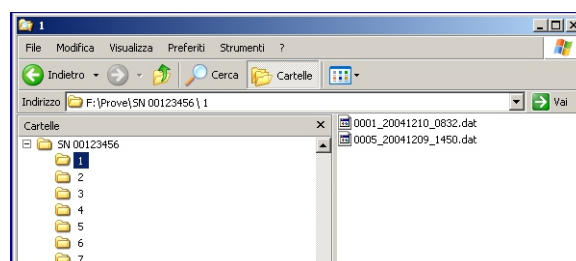 1
File Modifica Visualizza Preferiti Strumenti ?
Indietro Cerca Cartelle
Indirizzo F:\Prove\SN 00123456\ 1 Vai
Cartelle
SN 00123456
1
2
3
4
5
6
7
0001_20041210_0832.dat
0005_20041209_1450.dat